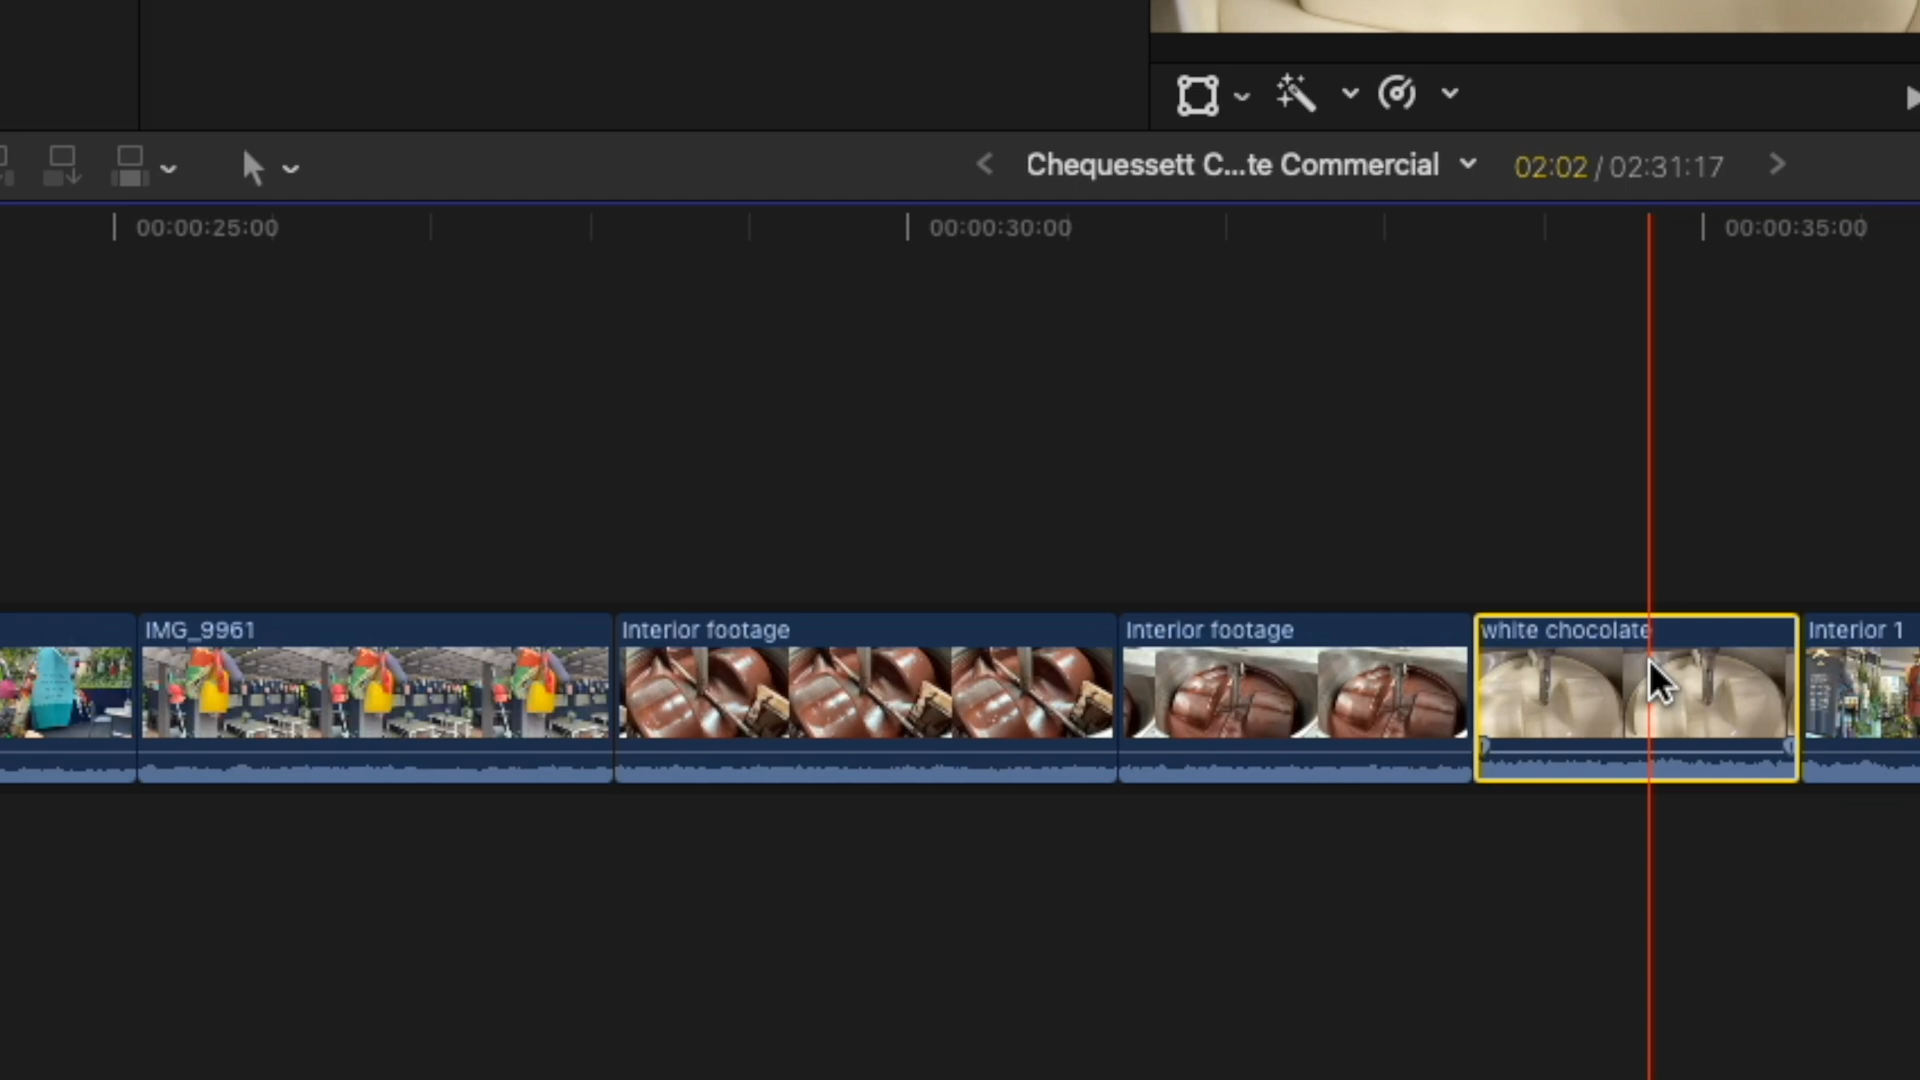 Chequessett C...te Commercial 02:02 / 02:31:17
00:00:25:00 00:00:30:00 00:00:35:00
IMG_9961 Interior footage Interior footage white chocolate Interior 1